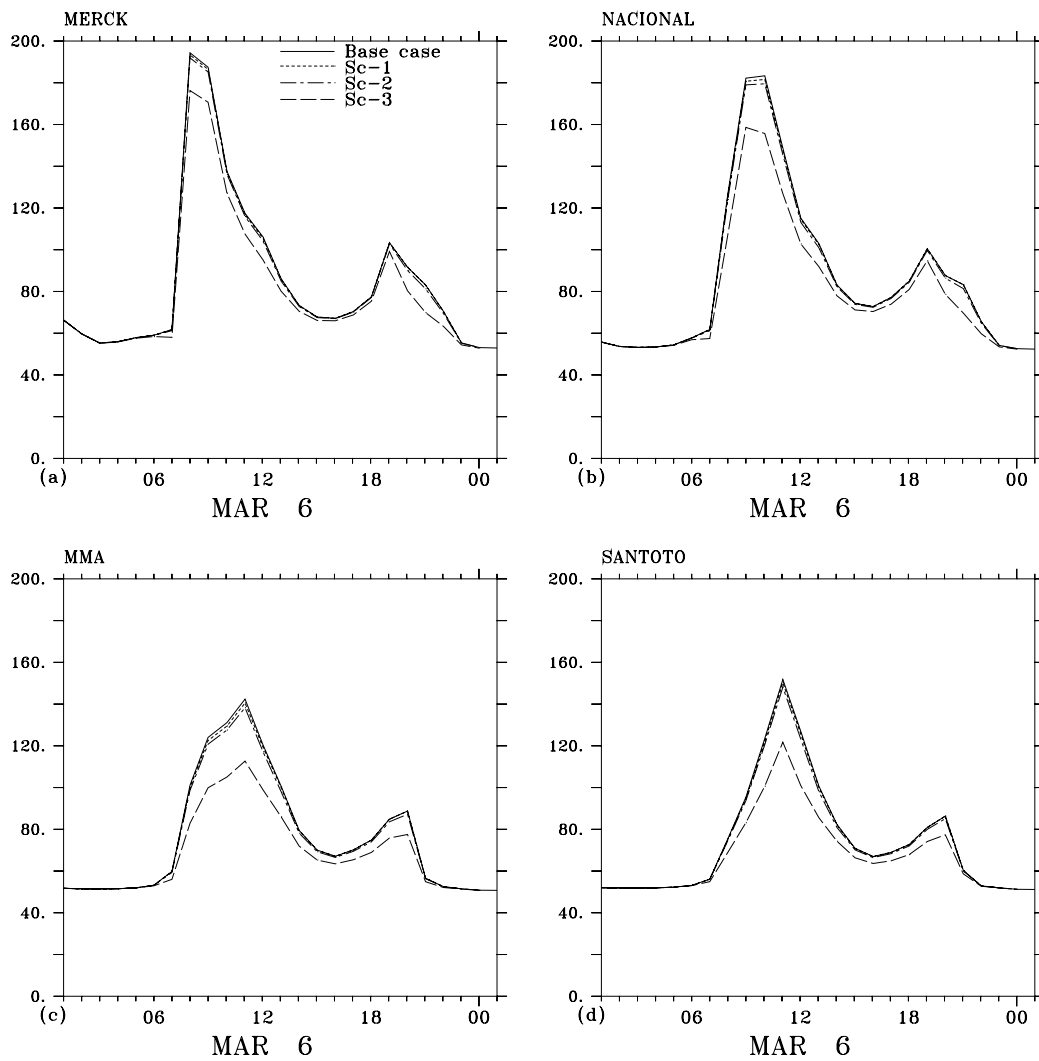 MERCK
200.
160.
120.
80.
40.
0.
Base case
Sc-1
Sc-2
Sc-3
(a)
06 12 18 00
MAR 6
NACIONAL
200.
160.
120.
80.
40.
0.
(b)
06 12 18 00
MAR 6
MMA
200.
160.
120.
80.
40.
0.
(c)
06 12 18 00
MAR 6
SANTOTO
200.
160.
120.
80.
40.
0.
(d)
06 12 18 00
MAR 6